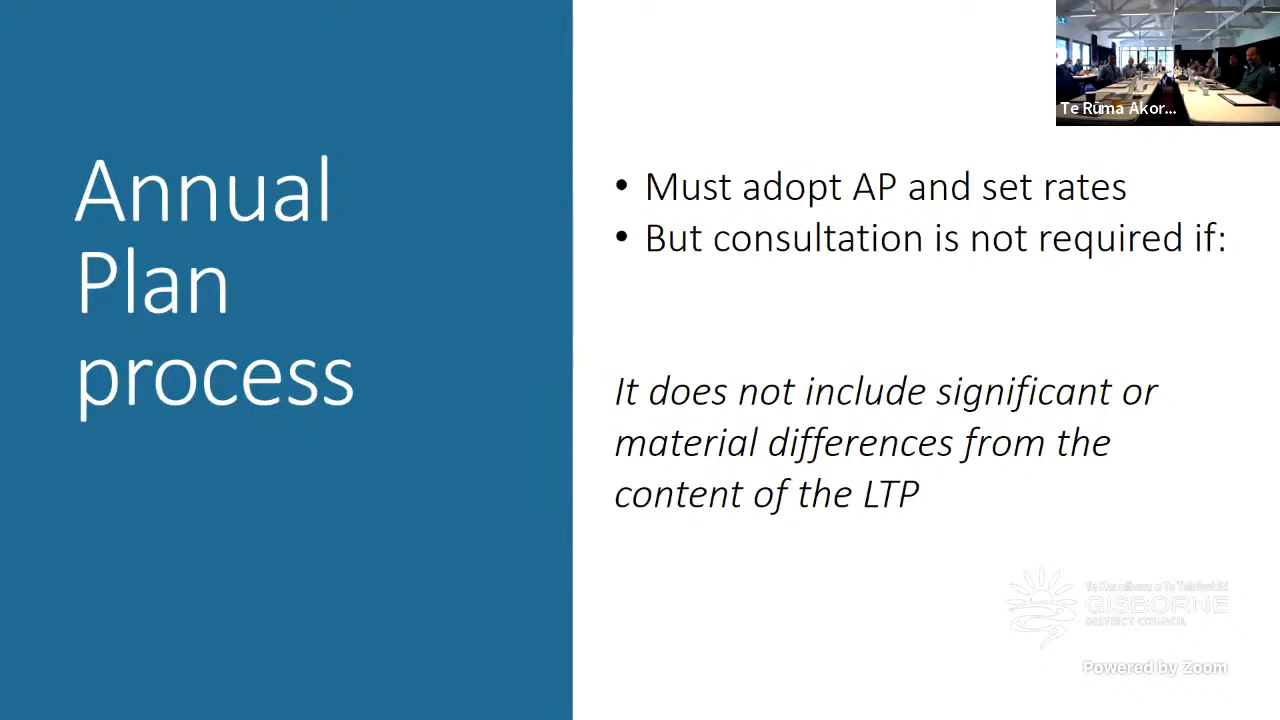 Annual
Plan
process
• Must adopt AP and set rates
• But consultation is not required if:
It does not include significant or
material differences from the
content of the LTP
Te Rūma Akor...
GISBORNE
DISTRICT COUNCIL
Powered by Zoom